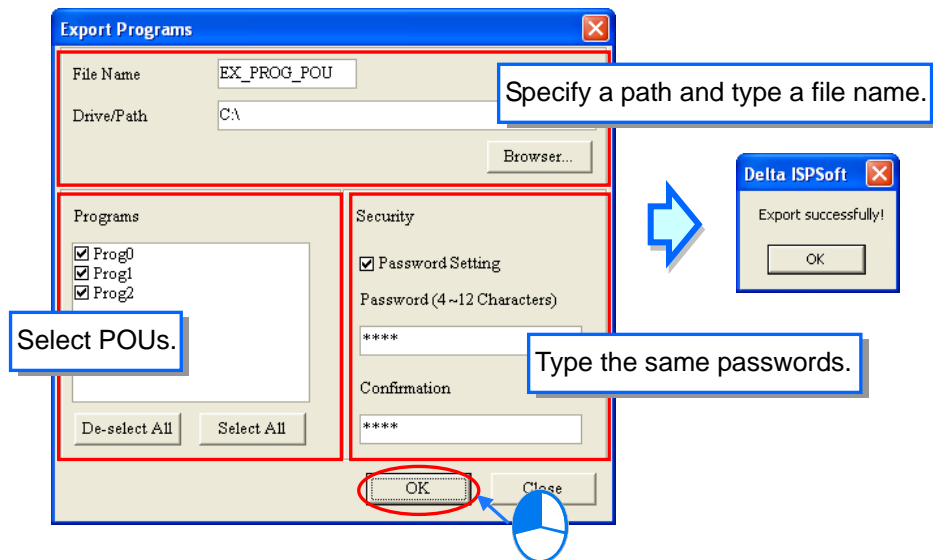 Export Programs
File Name
EX_PROG_POU
Specify a path and type a file name.
Drive/Path
C:\
Browser...
Delta ISPSoft
Export successfully!
OK
Programs
Prog0
Prog1
Prog2
Select POUs.
De-select All
Select All
Security
Password Setting
Password (4~12 Characters)
****
Type the same passwords.
Confirmation
****
OK
Close